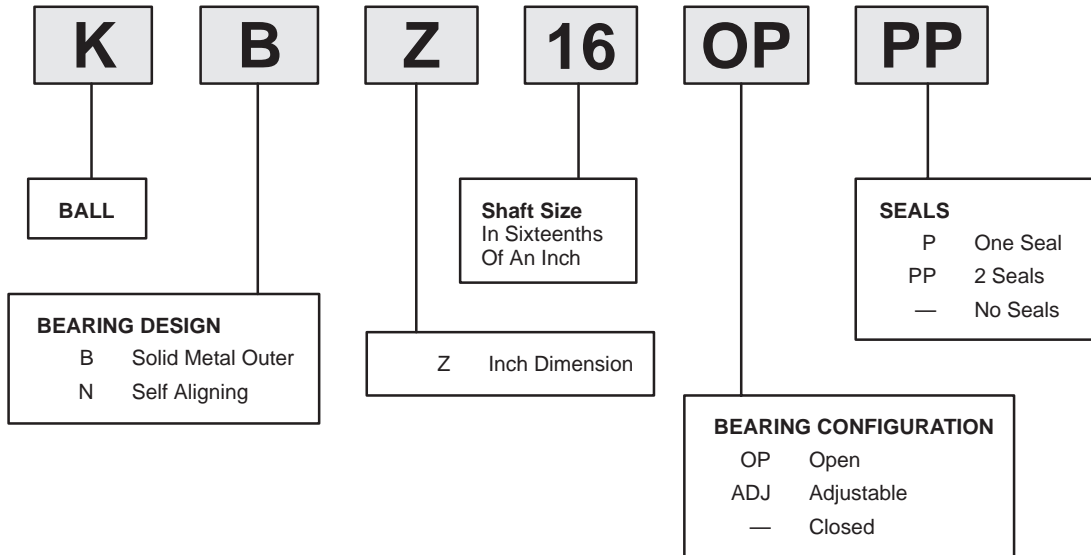 K B Z 16 OP PP
BALL
Shaft Size
In Sixteenths
Of An Inch
SEALS
P One Seal
PP 2 Seals
— No Seals
BEARING DESIGN
B Solid Metal Outer
N Self Aligning
Z Inch Dimension
BEARING CONFIGURATION
OP Open
ADJ Adjustable
— Closed